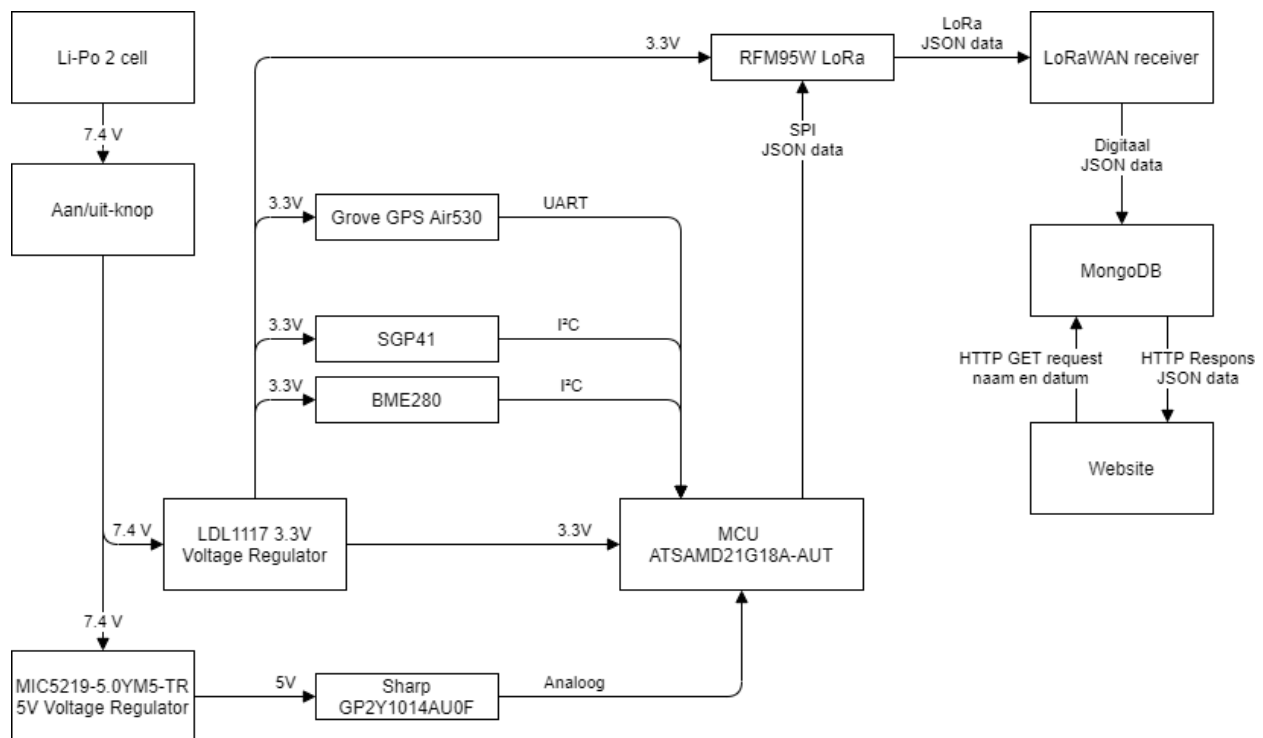 Li-Po 2 cell
7.4 V
Aan/uit-knop
7.4 V
LDL1117 3.3V
Voltage Regulator
7.4 V
MIC5219-5.0YM5-TR
5V Voltage Regulator
5V
Sharp
GP2Y1014AU0F
Analoog
3.3V
MCU
ATSAMD21G18A-AUT
3.3V
Grove GPS Air530
UART
3.3V
SGP41
I²C
3.3V
BME280
I²C
3.3V
RFM95W LoRa
SPI
JSON data
LoRa
JSON data
LoRaWAN receiver
Digitaal
JSON data
MongoDB
HTTP GET request
naam en datum
HTTP Respons
JSON data
Website